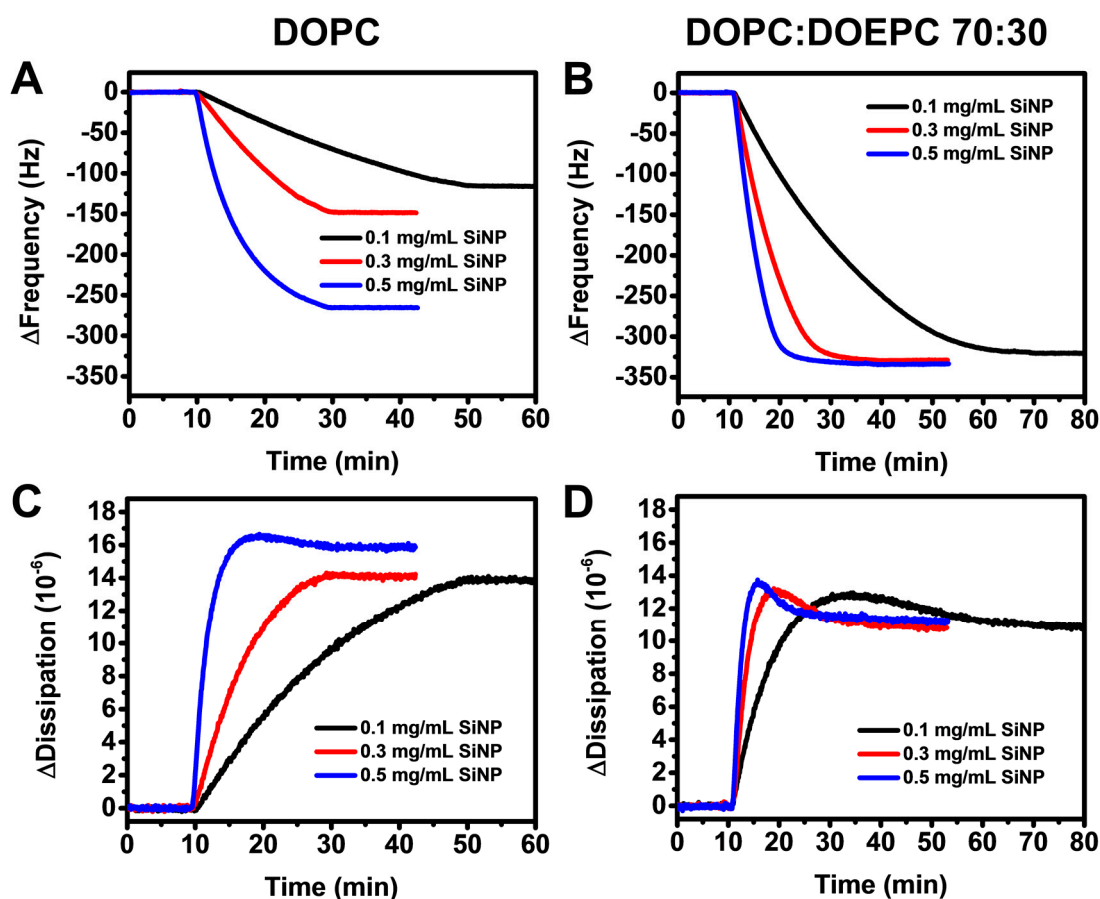 DOPC
DOPC:DOEPC 70:30
A
ΔFrequency (Hz)
0
-50
-100
-150
-200
-250
-300
-350
0.1 mg/mL SiNP
0.3 mg/mL SiNP
0.5 mg/mL SiNP
0 10 20 30 40 50 60
Time (min)
B
ΔFrequency (Hz)
0
-50
-100
-150
-200
-250
-300
-350
0.1 mg/mL SiNP
0.3 mg/mL SiNP
0.5 mg/mL SiNP
0 10 20 30 40 50 60 70 80
Time (min)
C
ΔDissipation (10⁻⁶)
18
16
14
12
10
8
6
4
2
0
0.1 mg/mL SiNP
0.3 mg/mL SiNP
0.5 mg/mL SiNP
0 10 20 30 40 50 60
Time (min)
D
ΔDissipation (10⁻⁶)
18
16
14
12
10
8
6
4
2
0
0.1 mg/mL SiNP
0.3 mg/mL SiNP
0.5 mg/mL SiNP
0 10 20 30 40 50 60 70 80
Time (min)